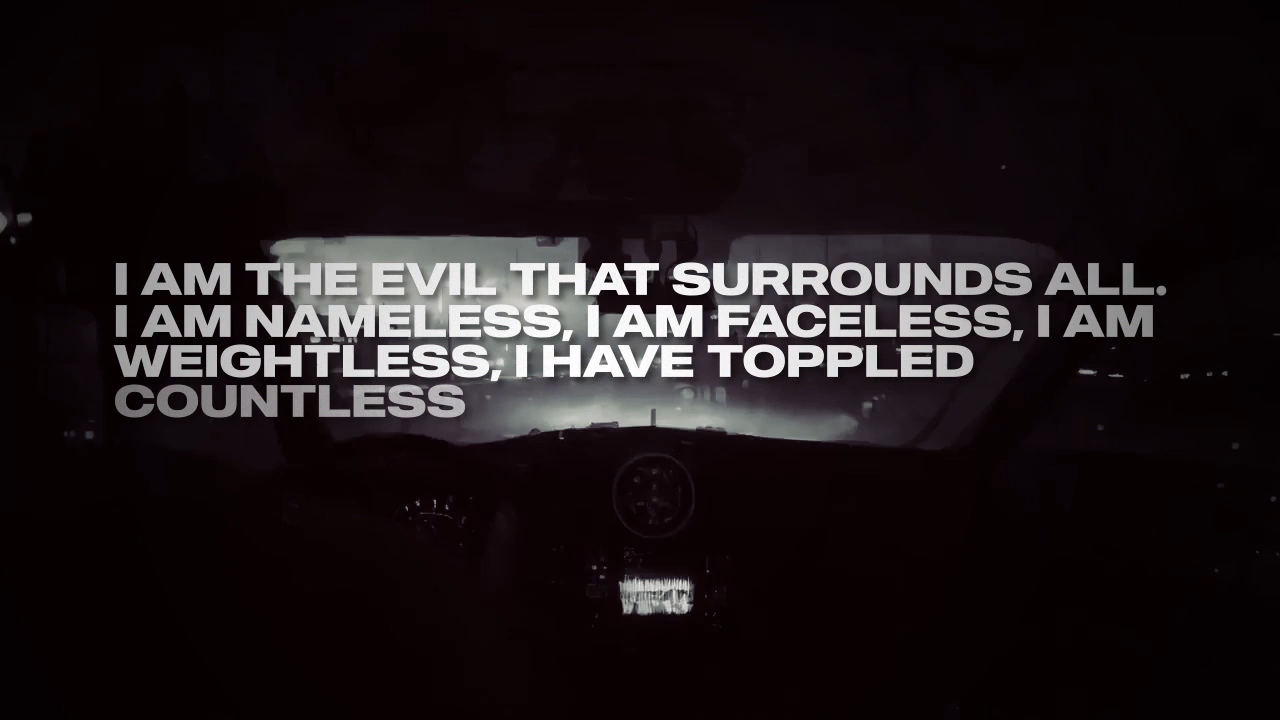 I AM THE EVIL THAT SURROUNDS ALL.
I AM NAMELESS, I AM FACELESS, I AM
WEIGHTLESS, I HAVE TOPPLED
COUNTLESS